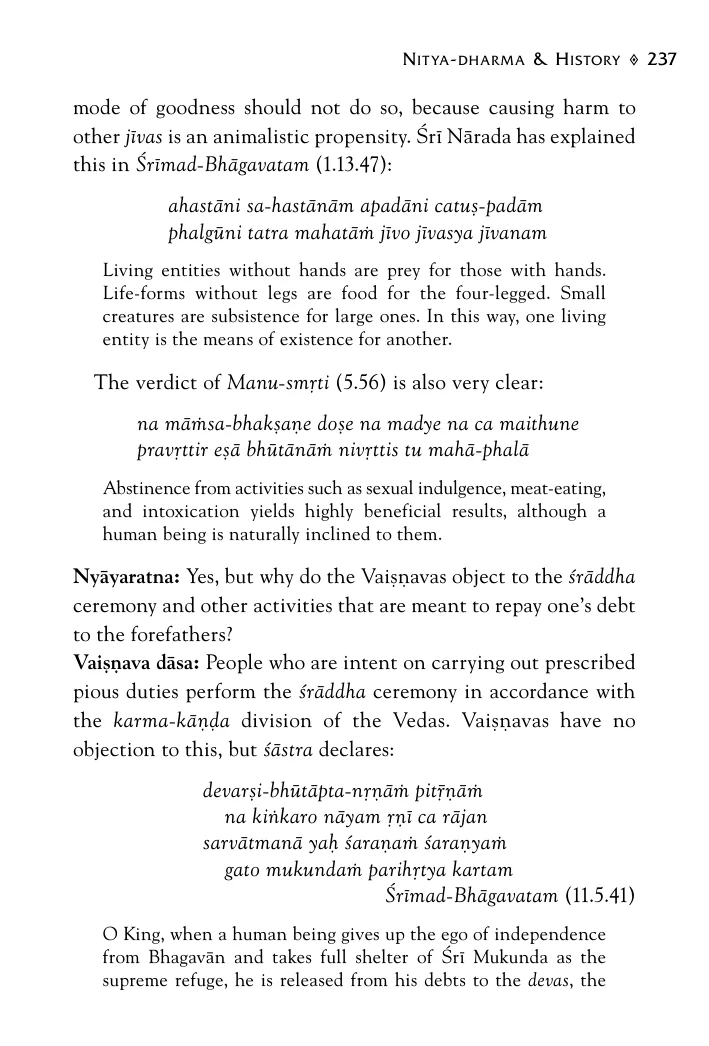 Nitya-dharma & History ◈ 237
mode of goodness should not do so, because causing harm to
other jīvas is an animalistic propensity. Śrī Nārada has explained
this in Śrīmad-Bhāgavatam (1.13.47):
ahastāni sa-hastānām apadāni catuṣ-padām
phalgūni tatra mahatāṁ jīvo jīvasya jīvanam
Living entities without hands are prey for those with hands.
Life-forms without legs are food for the four-legged. Small
creatures are subsistence for large ones. In this way, one living
entity is the means of existence for another.
The verdict of Manu-smṛti (5.56) is also very clear:
na māṁsa-bhakṣaṇe doṣe na madye na ca maithune
pravṛttir eṣā bhūtānāṁ nivṛttis tu mahā-phalā
Abstinence from activities such as sexual indulgence, meat-eating,
and intoxication yields highly beneficial results, although a
human being is naturally inclined to them.
Nyāyaratna: Yes, but why do the Vaiṣṇavas object to the śrāddha
ceremony and other activities that are meant to repay one's debt
to the forefathers?
Vaiṣṇava dāsa: People who are intent on carrying out prescribed
pious duties perform the śrāddha ceremony in accordance with
the karma-kāṇḍa division of the Vedas. Vaiṣṇavas have no
objection to this, but śāstra declares:
devarṣi-bhūtāpta-nṛṇāṁ pitṝṇāṁ
na kiṅkaro nāyam ṛṇī ca rājan
sarvātmanā yaḥ śaraṇaṁ śaraṇyaṁ
gato mukundaṁ parihṛtya kartam
Śrīmad-Bhāgavatam (11.5.41)
O King, when a human being gives up the ego of independence
from Bhagavān and takes full shelter of Śrī Mukunda as the
supreme refuge, he is released from his debts to the devas, the